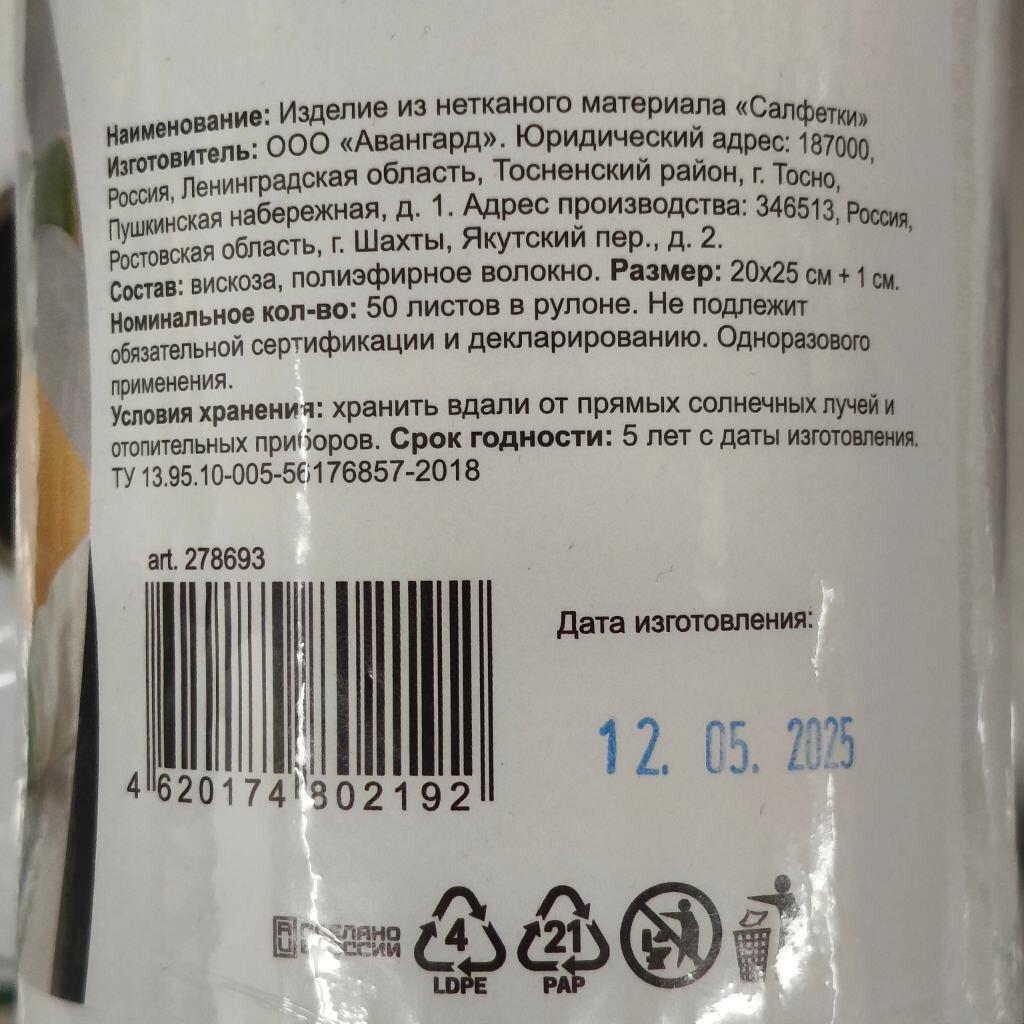 Наименование: Изделие из нетканого материала «Салфетки»
Изготовитель: ООО «Авангард». Юридический адрес: 187000,
Россия, Ленинградская область, Тосненский район, г. Тосно,
Пушкинская набережная, д. 1. Адрес производства: 346513, Россия,
Ростовская область, г. Шахты, Якутский пер., д. 2.
Состав: вискоза, полиэфирное волокно. Размер: 20х25 см + 1 см.
Номинальное кол-во: 50 листов в рулоне. Не подлежит
обязательной сертификации и декларированию. Одноразового
применения.
Условия хранения: хранить вдали от прямых солнечных лучей и
отопительных приборов. Срок годности: 5 лет с даты изготовления.
ТУ 13.95.10-005-56176857-2018
art. 278693
Дата изготовления:
12. 05. 2025
4 620174 802192
СДЕЛАНО
В РОССИИ
4
LDPE
21
PAP